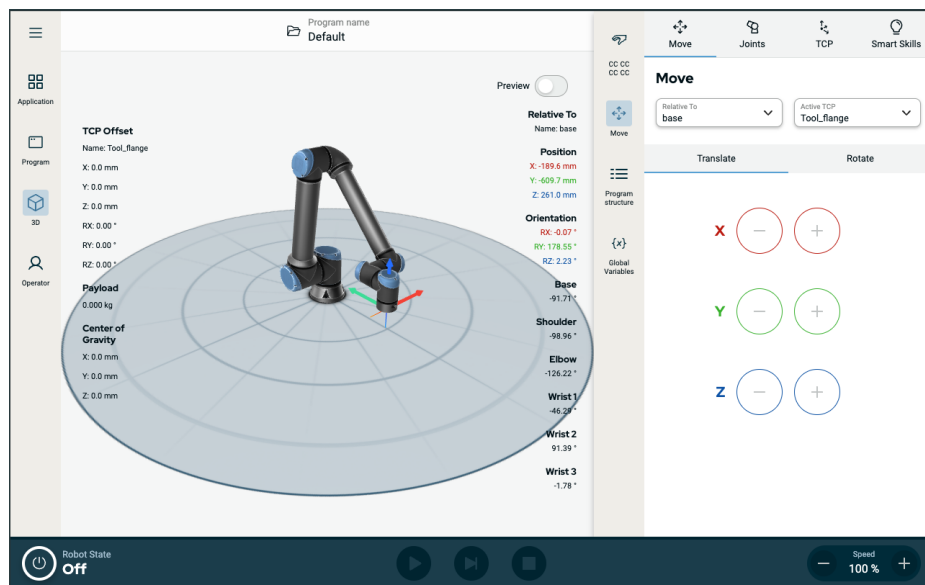 Program name
Default
Application
Program
3D
Operator
Preview
TCP Offset
Name: Tool_flange
X: 0.0 mm
Y: 0.0 mm
Z: 0.0 mm
RX: 0.00 °
RY: 0.00 °
RZ: 0.00 °
Payload
0.000 kg
Center of
Gravity
X: 0.0 mm
Y: 0.0 mm
Z: 0.0 mm
Relative To
Name: base
Position
X: -189.6 mm
Y: -609.7 mm
Z: 261.0 mm
Orientation
RX: -0.07 °
RY: 178.55 °
RZ: 2.23 °
Base
-91.71 °
Shoulder
-98.96 °
Elbow
-126.22 °
Wrist 1
-46.29 °
Wrist 2
91.39 °
Wrist 3
-1.78 °
CC CC
CC CC
Move
Program
structure
{x}
Global
Variables
Move
Joints
TCP
Smart Skills
Move
Relative To
base
Active TCP
Tool_flange
Translate
Rotate
X
Y
Z
Robot State
Off
Speed
100 %